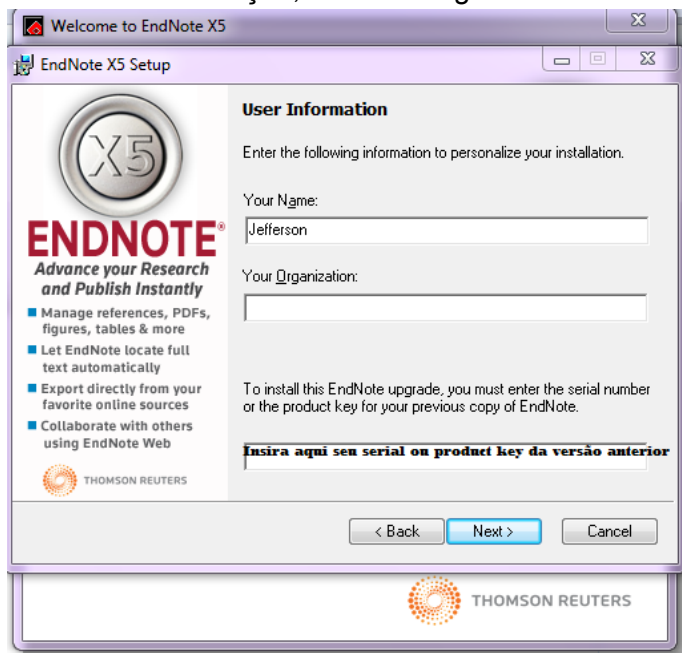 Welcome to EndNote X5
EndNote X5 Setup
X5
ENDNOTE®
Advance your Research
and Publish Instantly
Manage references, PDFs,
figures, tables & more
Let EndNote locate full
text automatically
Export directly from your
favorite online sources
Collaborate with others
using EndNote Web
THOMSON REUTERS
User Information
Enter the following information to personalize your installation.
Your Name:
Jefferson
Your Organization:
To install this EndNote upgrade, you must enter the serial number
or the product key for your previous copy of EndNote.
Insira aqui seu serial ou product key da versão anterior
< Back
Next >
Cancel
THOMSON REUTERS